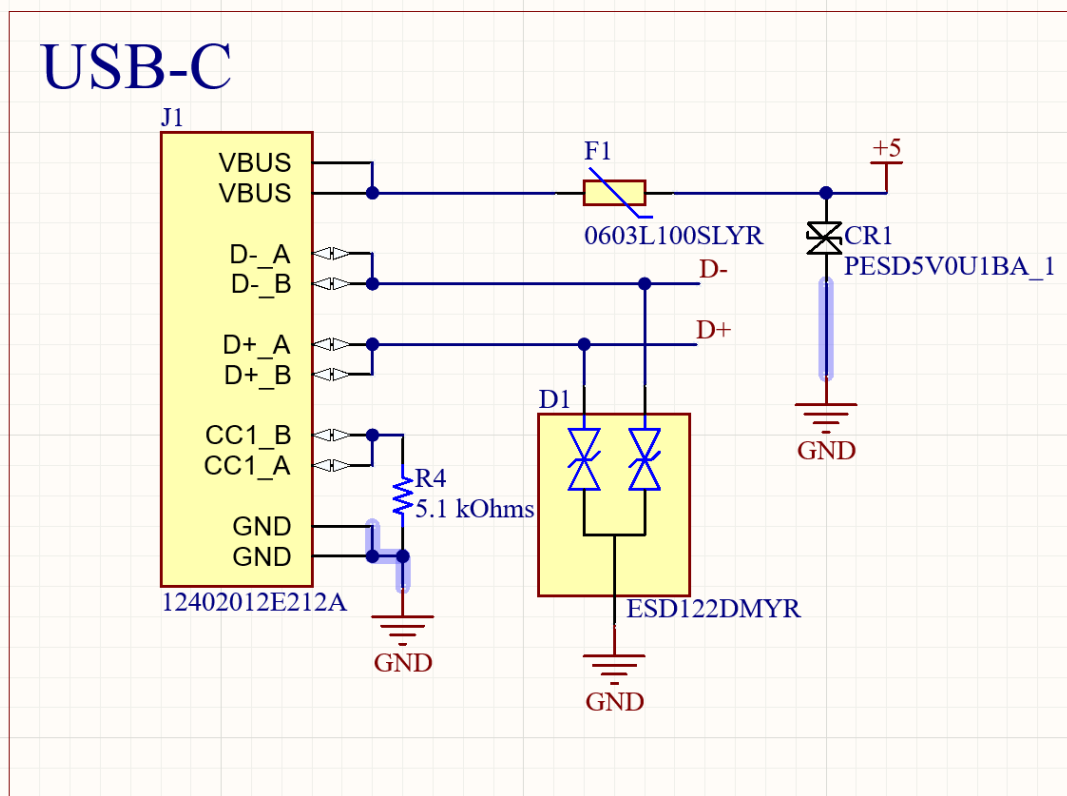 USB-C
J1
VBUS
VBUS
D-_A
D-_B
D+_A
D+_B
CC1_B
CC1_A
GND
GND
12402012E212A
F1
0603L100SLYR
+5
CR1
PESD5V0U1BA_1
GND
D-
D+
D1
ESD122DMYR
GND
R4
5.1 kOhms
GND